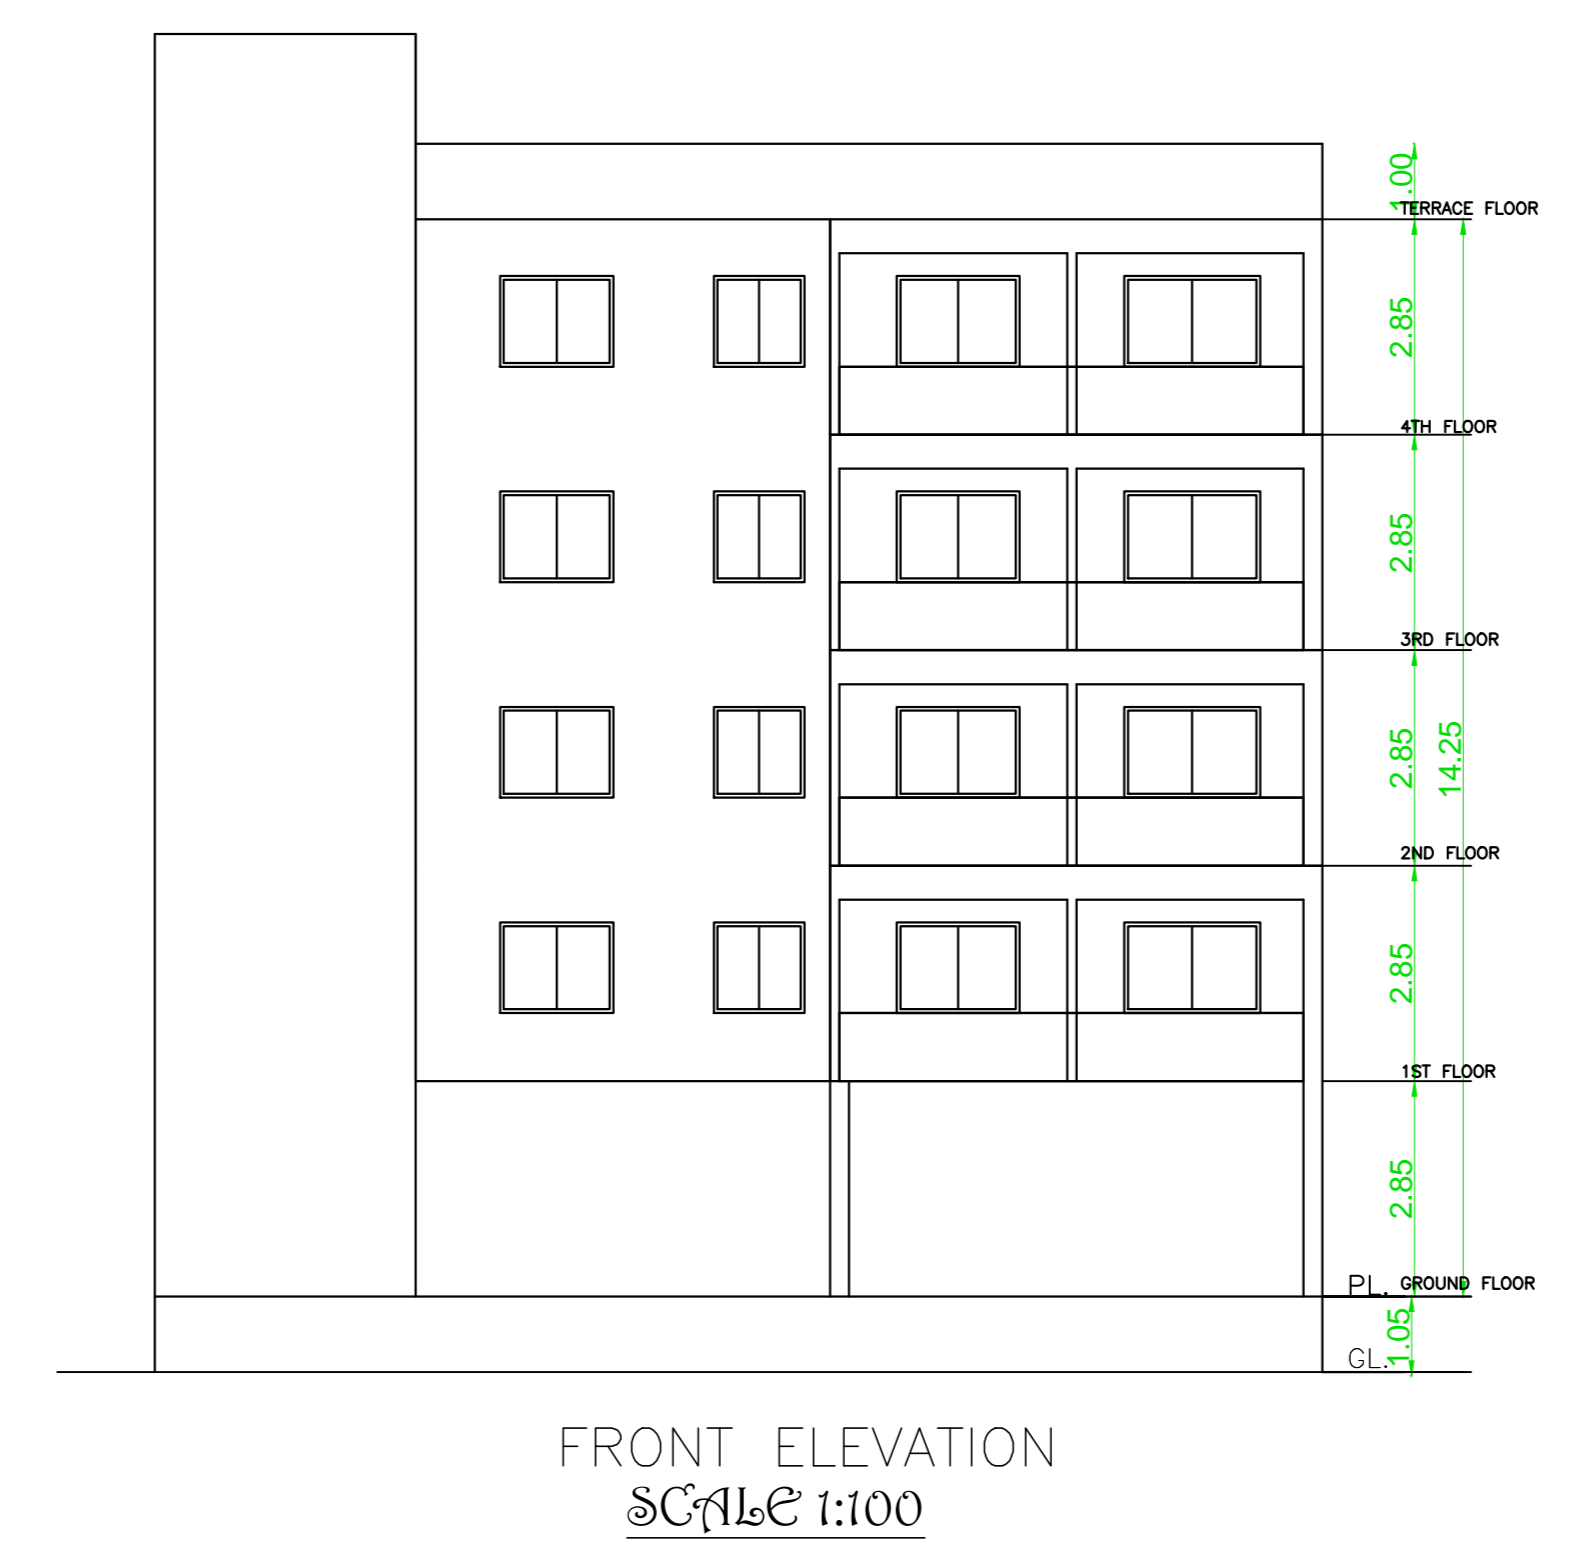 1.00
TERRACE FLOOR
2.85
4TH FLOOR
2.85
3RD FLOOR
2.85
14.25
2ND FLOOR
2.85
1ST FLOOR
2.85
PL. GROUND FLOOR
1.05
GL.
FRONT ELEVATION
SCALE 1:100